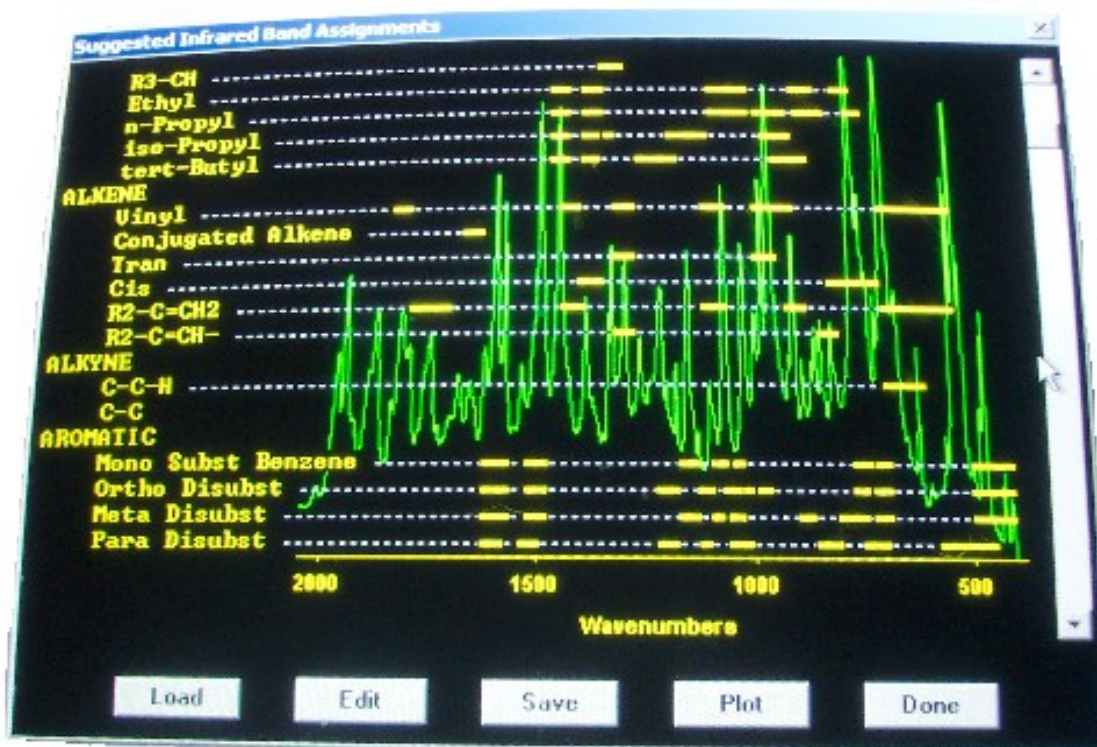 Suggested Infrared Band Assignments
R3-CH
Ethyl
n-Propyl
iso-Propyl
tert-Butyl
ALKENE
Vinyl
Conjugated Alkene
Tran
Cis
R2-C=CH2
R2-C=CH-
ALKYNE
C-C-H
C-C
AROMATIC
Mono Subst Benzene
Ortho Disubst
Meta Disubst
Para Disubst
2000 1500 1000 500
Wavenumbers
Load Edit Save Plot Done